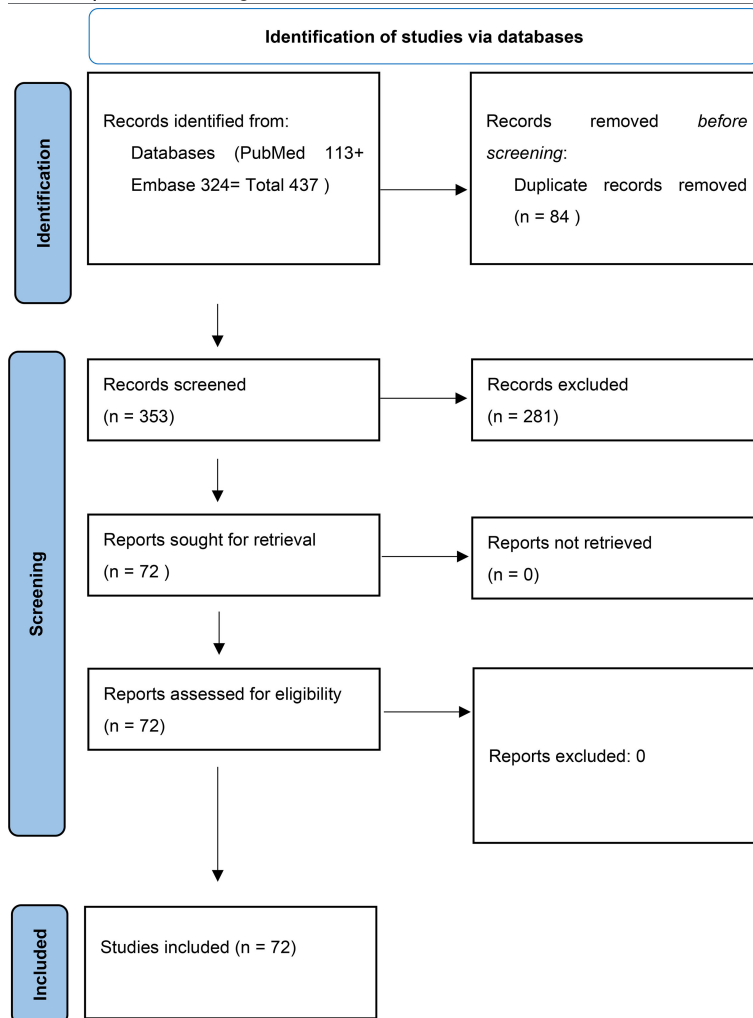 Identification of studies via databases
Identification
Records identified from:
Databases (PubMed 113+
Embase 324= Total 437 )
Records removed before
screening:
Duplicate records removed
(n = 84 )
Screening
Records screened
(n = 353)
Records excluded
(n = 281)
Reports sought for retrieval
(n = 72 )
Reports not retrieved
(n = 0)
Reports assessed for eligibility
(n = 72)
Reports excluded: 0
Included
Studies included (n = 72)